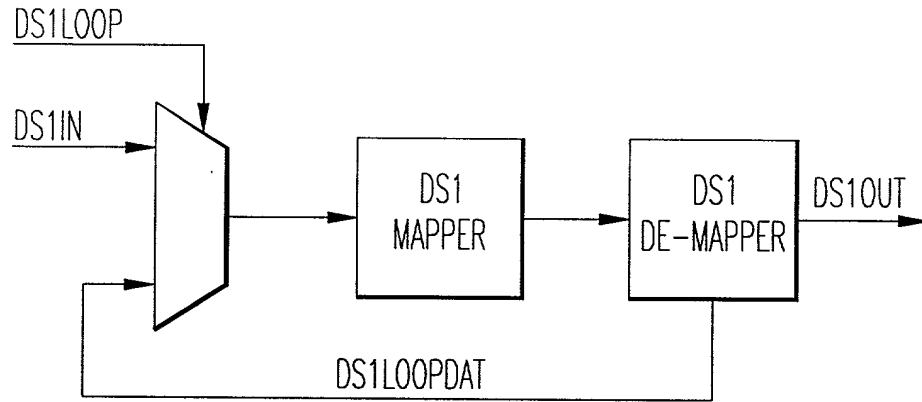 DS1LOOP
DS1IN
DS1
MAPPER
DS1
DE-MAPPER
DS1OUT
DS1LOOPDAT